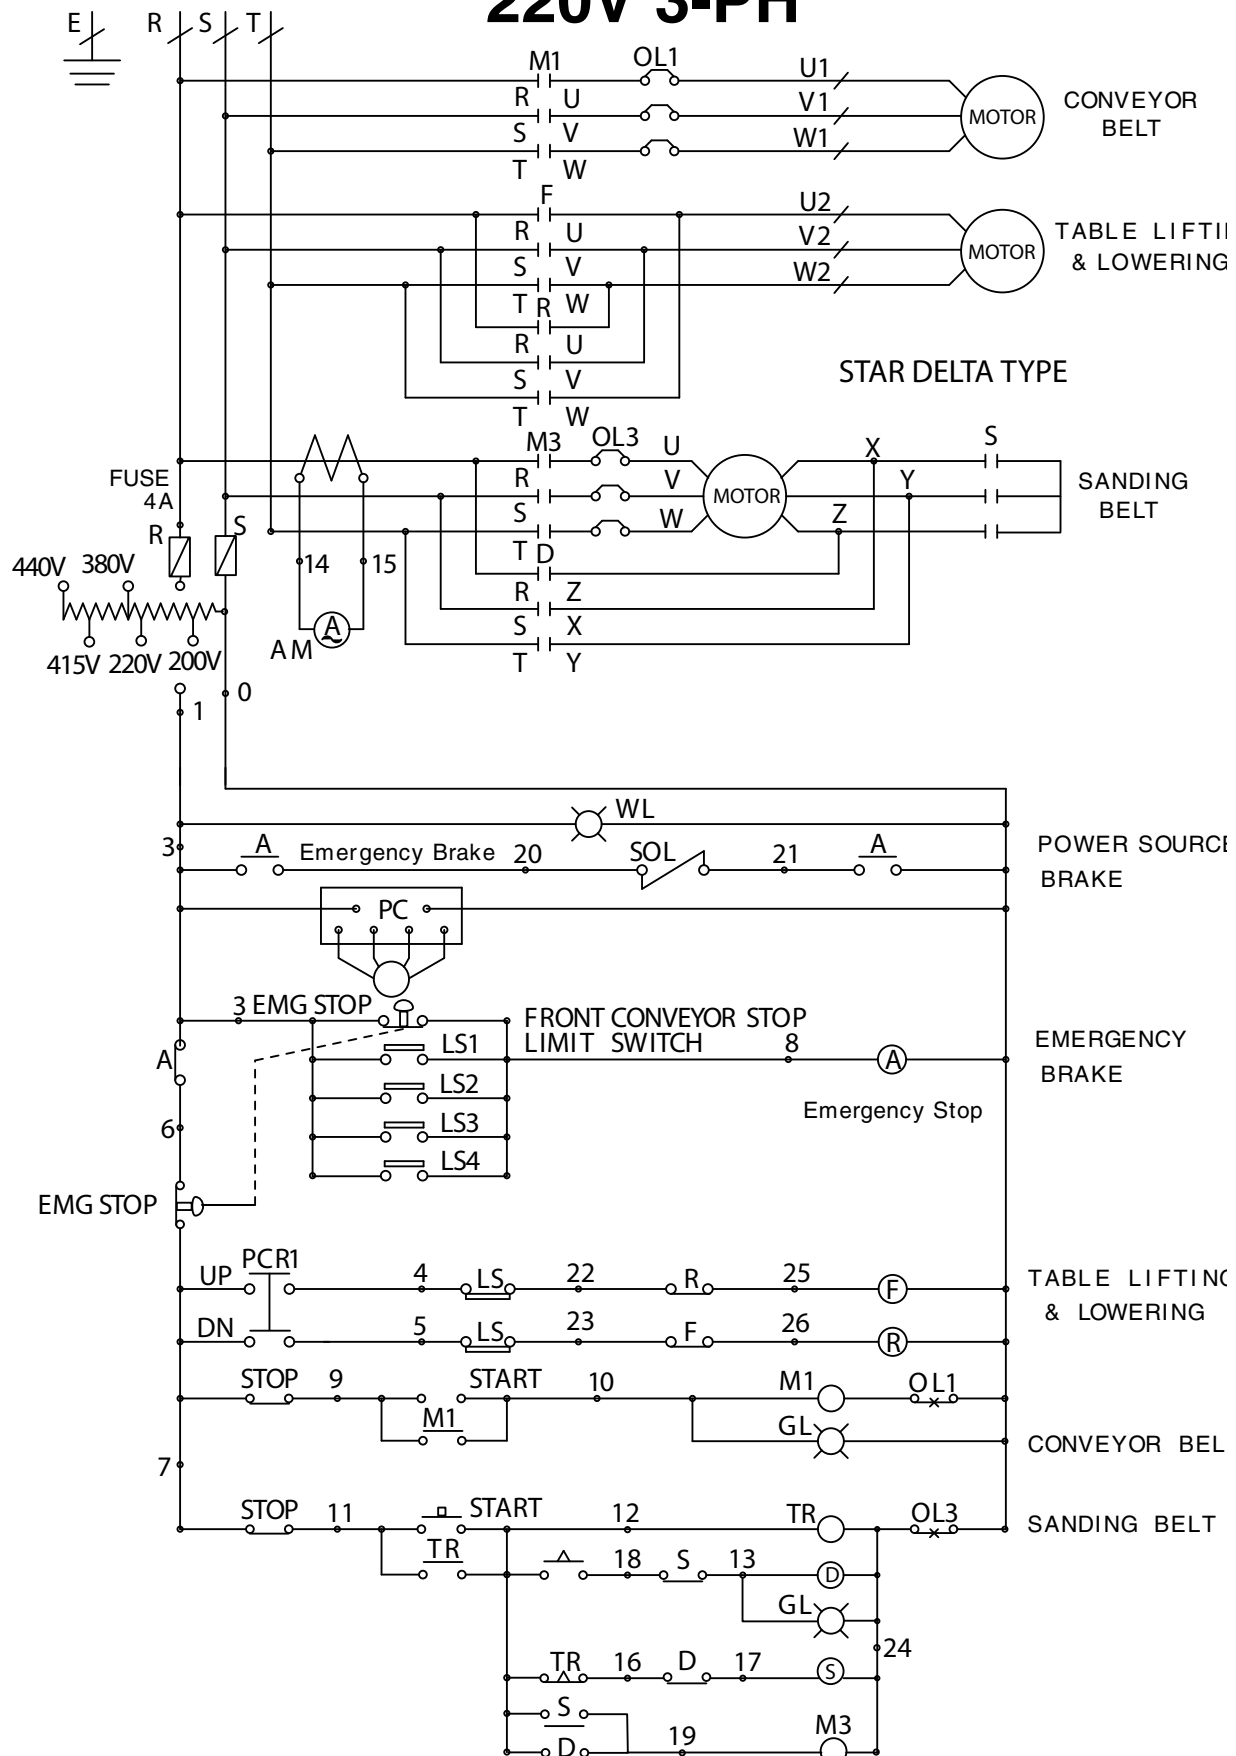 220V 3-PH
E R S T
M1 OL1 U1
R U V1 MOTOR CONVEYOR
S V W1 BELT
T W
F U2
R U V2 MOTOR TABLE LIFTI
S V W2 & LOWERING
T R W
R U
S V STAR DELTA TYPE
T W
M3 OL3 U X S
FUSE R V MOTOR Y SANDING
4A S W Z BELT
R S
T D
440V 380V 14 15
R Z
A
S X
AM
T Y
415V 220V 200V
0
1
WL
3 A Emergency Brake 20 SOL 21 A POWER SOURCE
BRAKE
PC
3 EMG STOP FRONT CONVEYOR STOP
A LS1 LIMIT SWITCH 8 A EMERGENCY
LS2 BRAKE
6 LS3 Emergency Stop
LS4
EMG STOP
UP PCR1 4 LS 22 R 25 F TABLE LIFTING
DN 5 LS 23 F 26 R & LOWERING
STOP 9 START 10 M1 OL1
M1 GL
CONVEYOR BEL
7
STOP 11 START 12 TR OL3 SANDING BELT
TR 18 S 13 D
GL
24
TR 16 D 17 S
S
D 19 M3